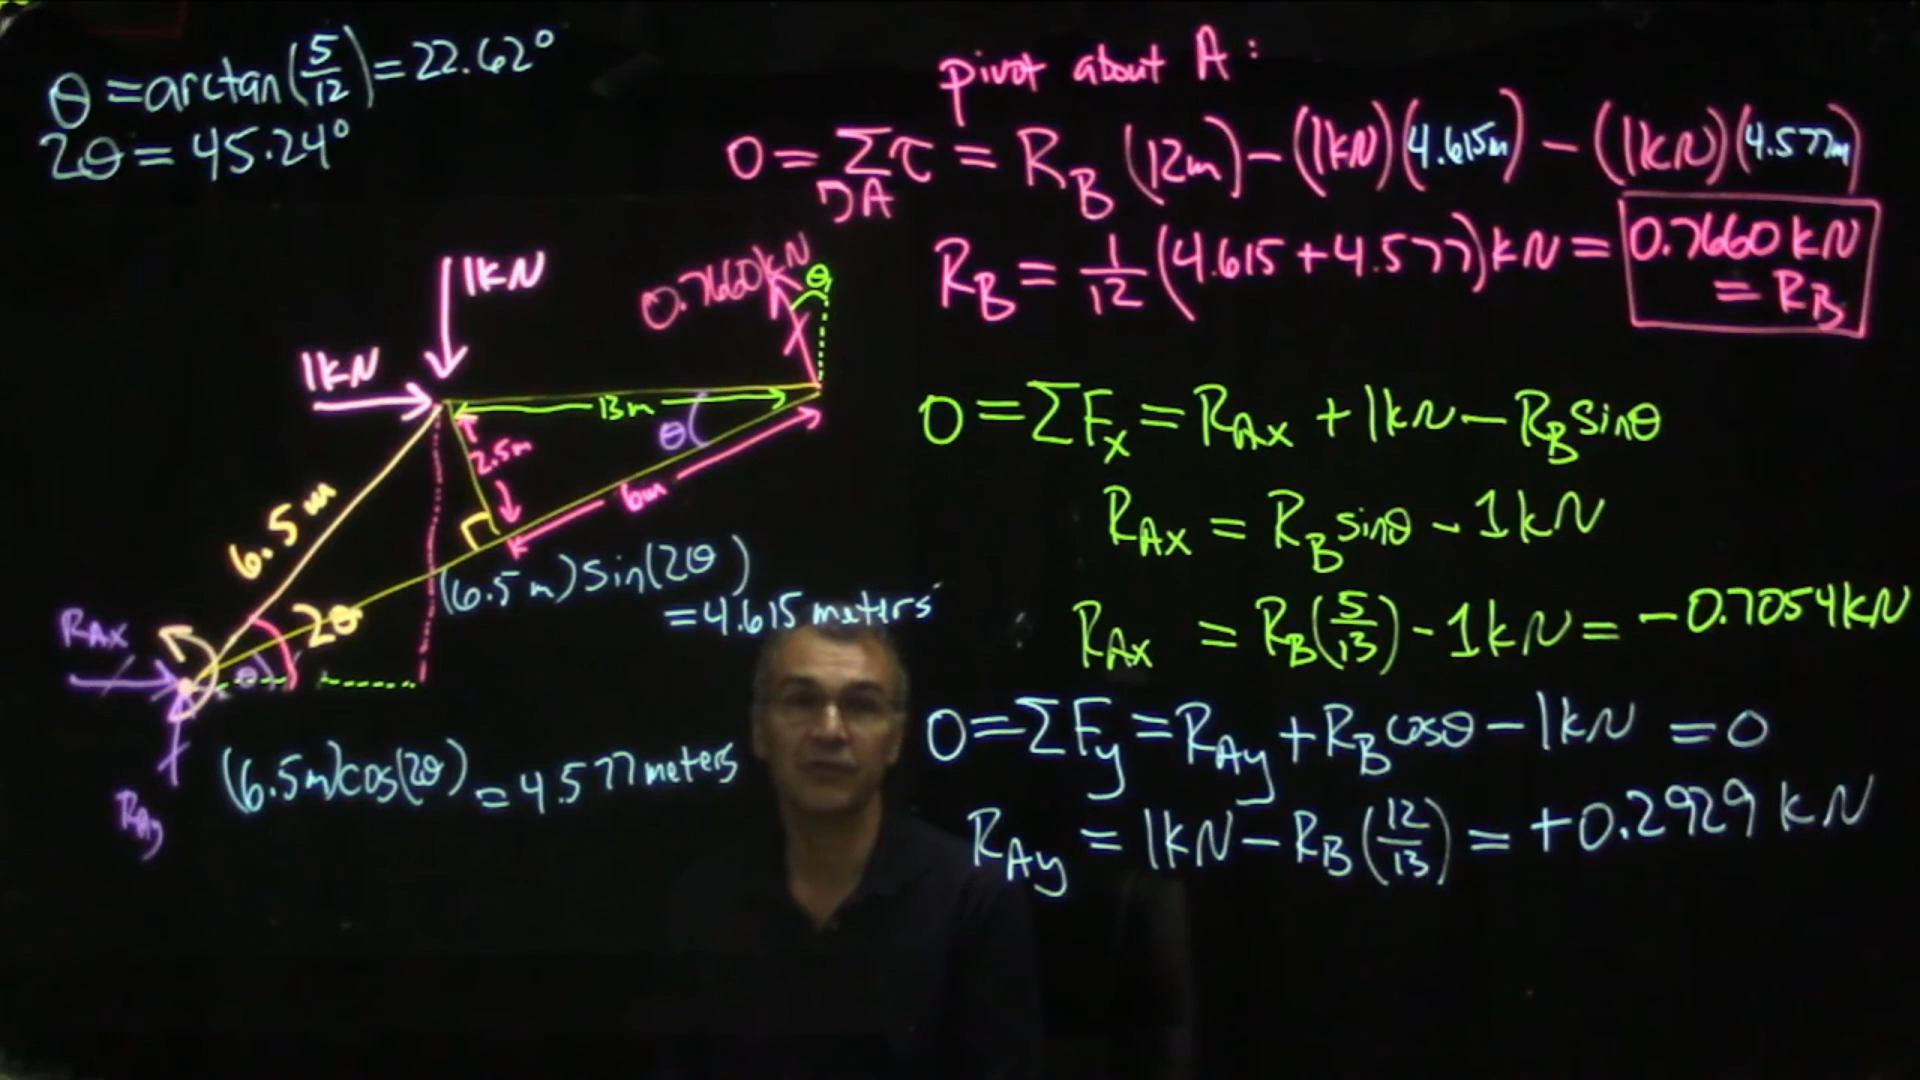 θ = arctan(5/12) = 22.62°
2θ = 45.24°
pivot about A:
0 = Στ = R_B (12m) - (1kN)(4.615m) - (1kN)(4.577m)
A
R_B = 1/12 (4.615 + 4.577) kN = 0.7660 kN
= R_B
1kN
0.7660kN
θ
1kN
13m
θ
2.5m
6m
6.5m
(6.5m) sin(2θ)
= 4.615 meters
R_Ax
2θ
θ
R_Ay
(6.5m) cos(2θ) = 4.577 meters
0 = ΣF_x = R_Ax + 1kN - R_B sinθ
R_Ax = R_B sinθ - 1kN
R_Ax = R_B (5/13) - 1kN = -0.7054kN
0 = ΣF_y = R_Ay + R_B cosθ - 1kN = 0
R_Ay = 1kN - R_B (12/13) = +0.2929 kN